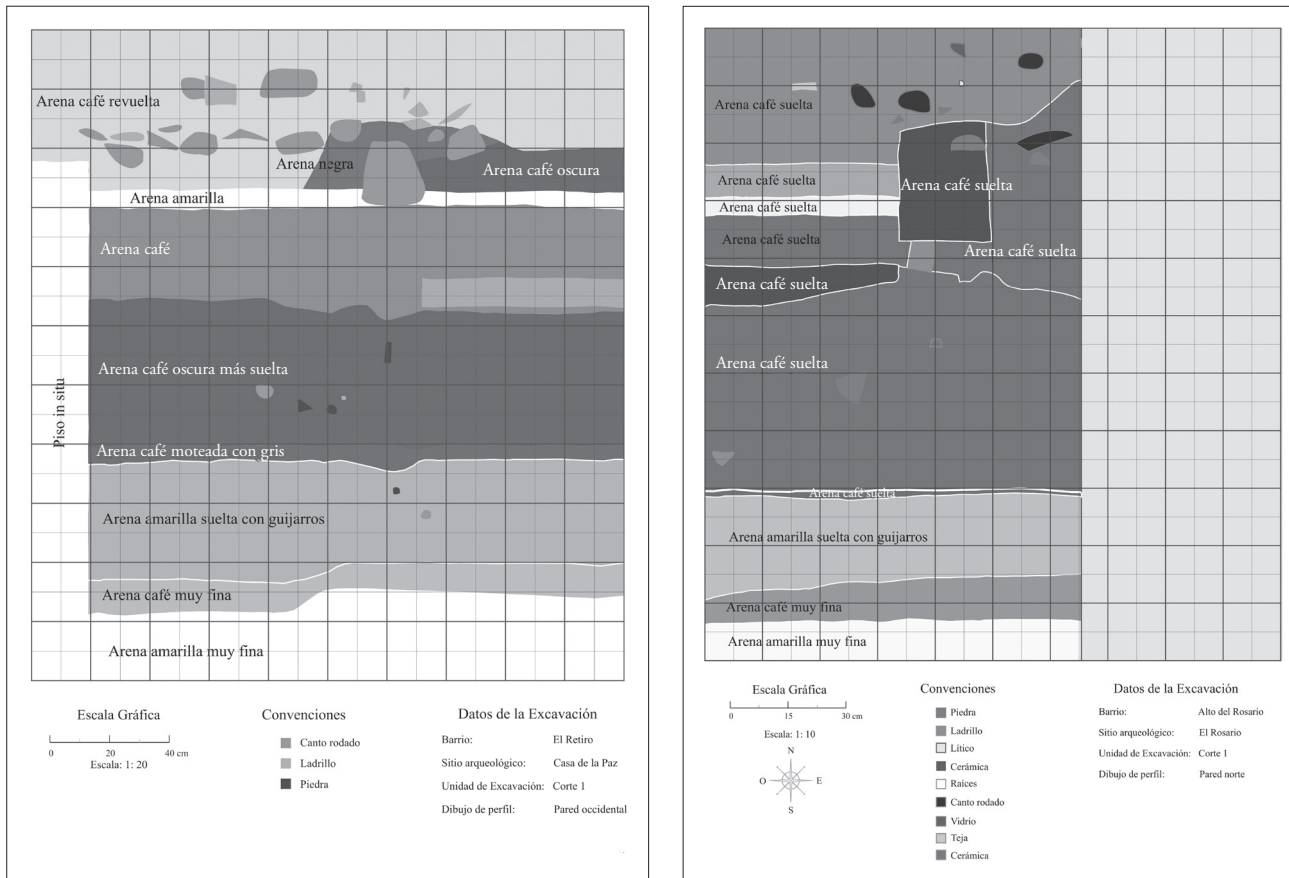 Arena café revuelta
Arena negra
Arena café oscura
Arena amarilla
Arena café
Arena café oscura más suelta
Piso in situ
Arena café moteada con gris
Arena amarilla suelta con guijarros
Arena café muy fina
Arena amarilla muy fina
Escala Gráfica
0 20 40 cm
Escala: 1: 20
Convenciones
Canto rodado
Ladrillo
Piedra
Datos de la Excavación
Barrio: El Retiro
Sitio arqueológico: Casa de la Paz
Unidad de Excavación: Corte 1
Dibujo de perfil: Pared occidental
Arena café suelta
Arena café suelta
Arena café suelta
Arena café suelta
Arena café suelta
Arena café suelta
Arena café suelta
Arena café suelta
Arena café suelta
Arena amarilla suelta con guijarros
Arena café muy fina
Arena amarilla muy fina
Escala Gráfica
0 15 30 cm
Escala: 1: 10
N
O E
S
Convenciones
Piedra
Ladrillo
Lítico
Cerámica
Raíces
Canto rodado
Vidrio
Teja
Cerámica
Datos de la Excavación
Barrio: Alto del Rosario
Sitio arqueológico: El Rosario
Unidad de Excavación: Corte 1
Dibujo de perfil: Pared norte